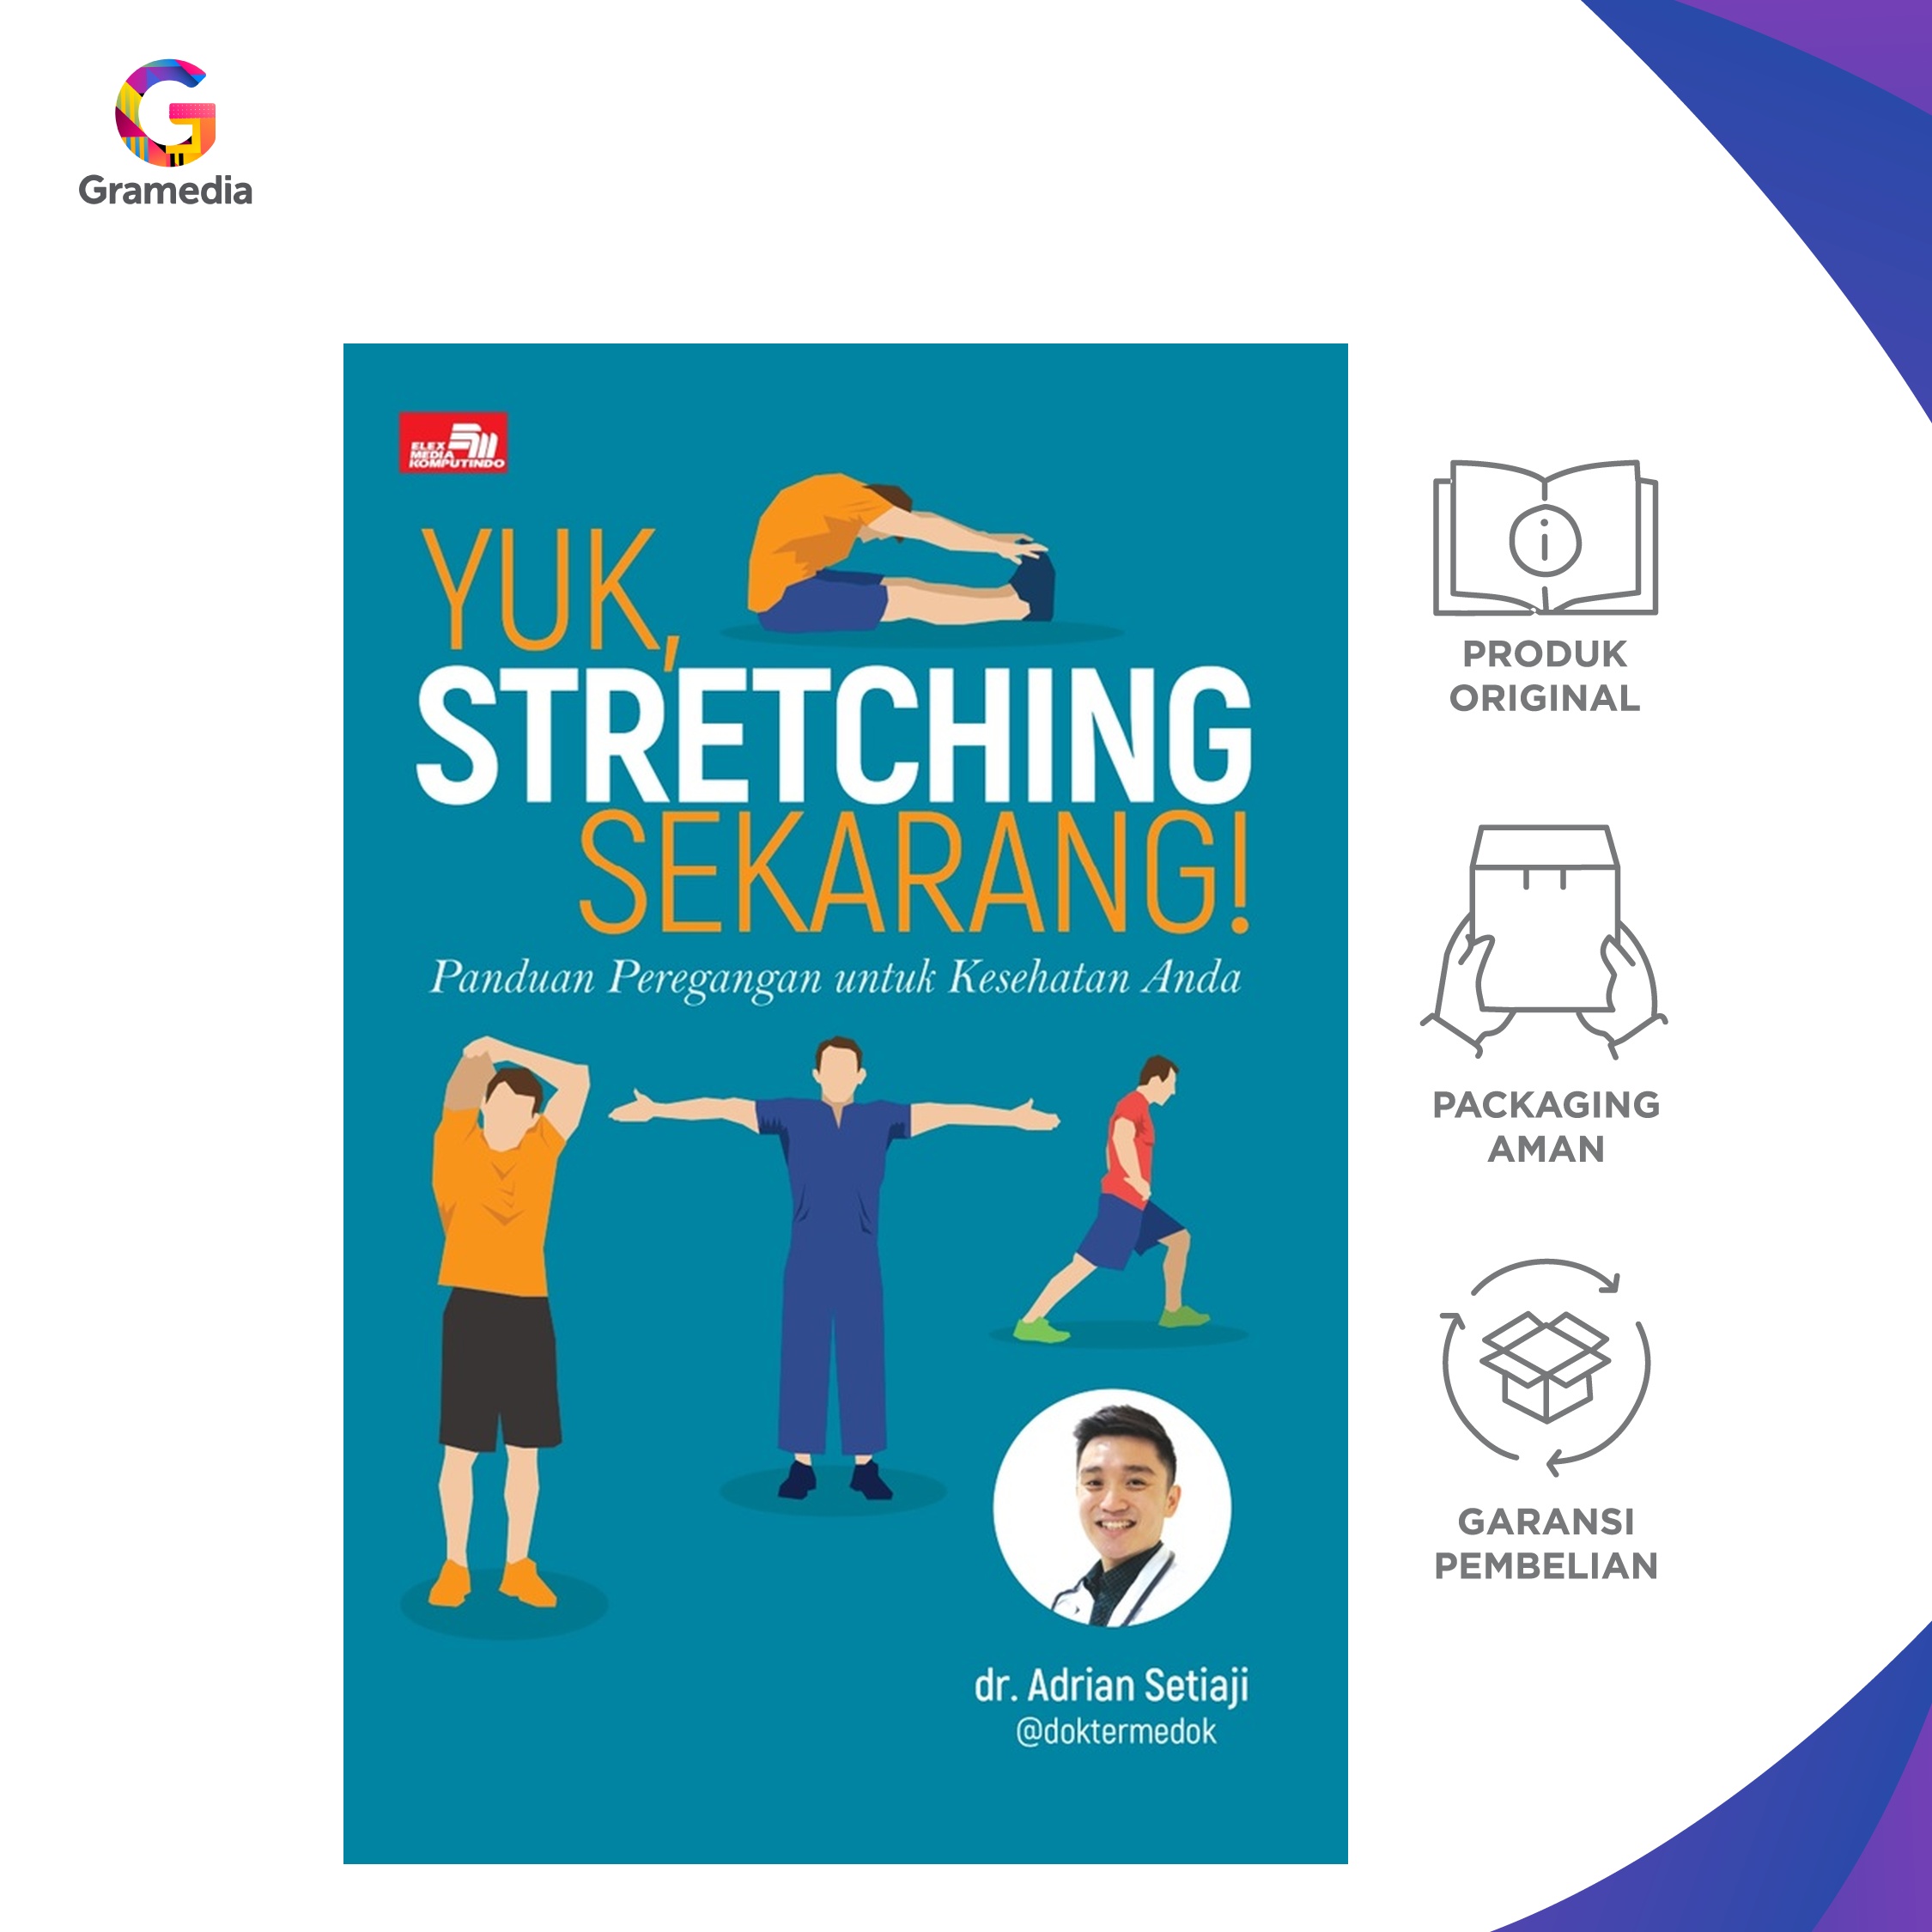 Gramedia
ELEX
MEDIA
KOMPUTINDO
YUK,
STRETCHING
SEKARANG!
Panduan Peregangan untuk Kesehatan Anda
dr. Adrian Setiaji
@doktermedok
PRODUK
ORIGINAL
PACKAGING
AMAN
GARANSI
PEMBELIAN